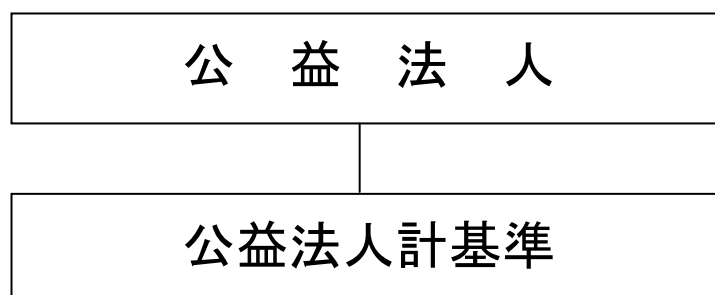 公　益　法　人
公益法人計基準